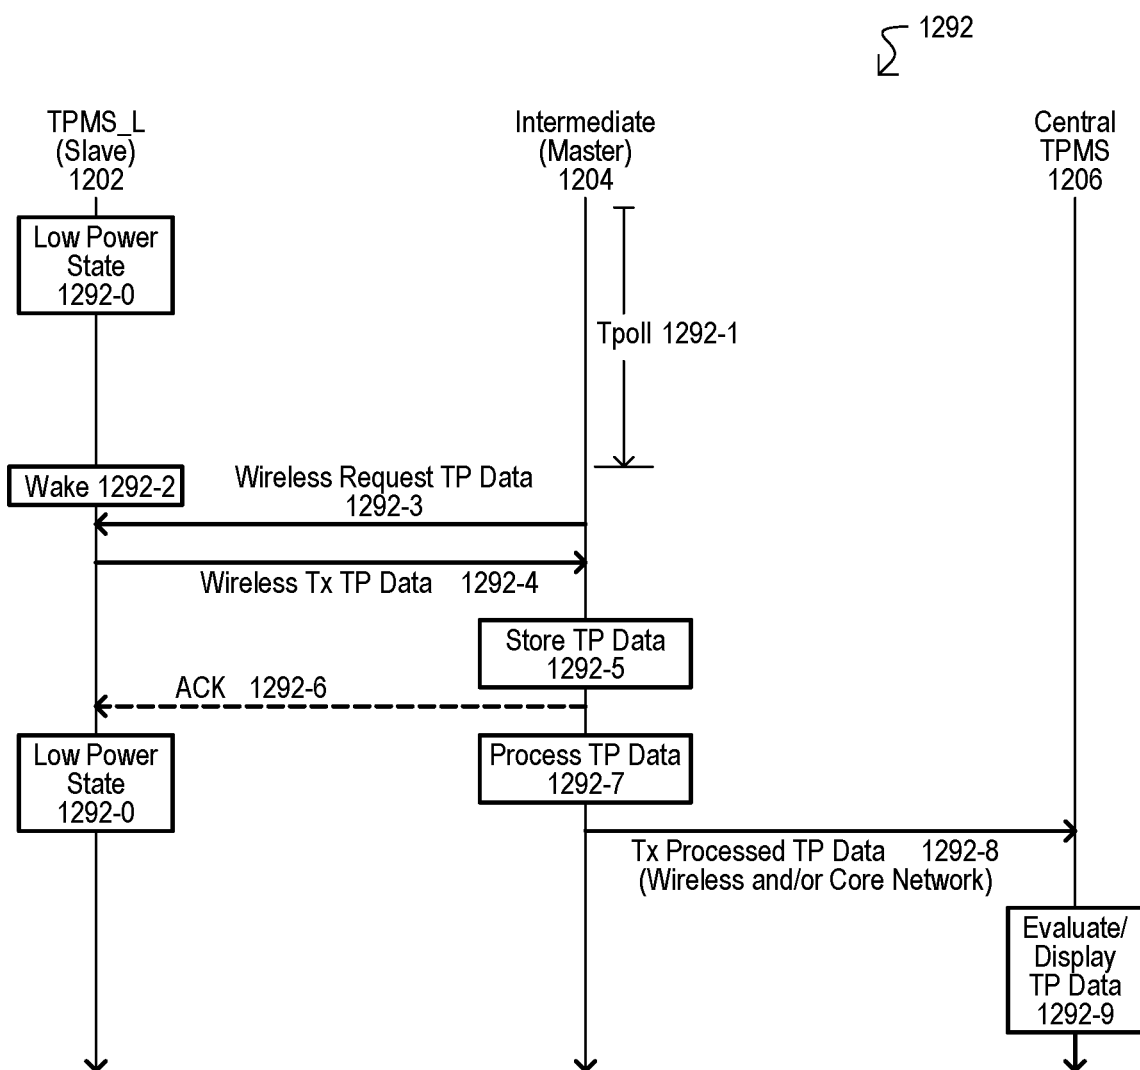 1292
TPMS_L
(Slave)
1202
Intermediate
(Master)
1204
Central
TPMS
1206
Low Power
State
1292-0
Tpoll 1292-1
Wake 1292-2
Wireless Request TP Data
1292-3
Wireless Tx TP Data 1292-4
Store TP Data
1292-5
ACK 1292-6
Low Power
State
1292-0
Process TP Data
1292-7
Tx Processed TP Data 1292-8
(Wireless and/or Core Network)
Evaluate/
Display
TP Data
1292-9